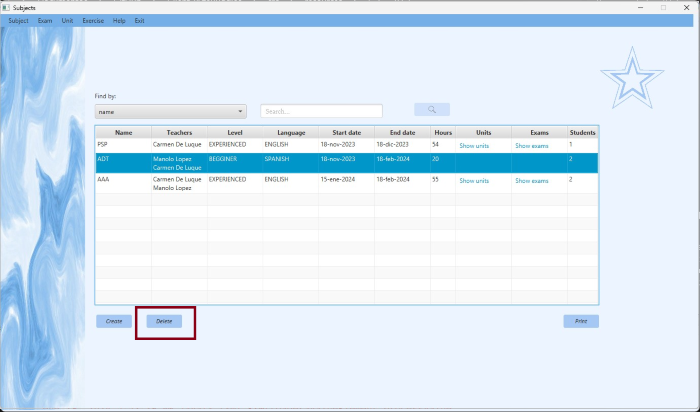 Subjects
Subject Exam Unit Exercise Help Exit
Find by:
name Search...
Name Teachers Level Language Start date End date Hours Units Exams Students
PSP Carmen De Luque EXPERIENCED ENGLISH 18-nov-2023 18-dic-2023 54 Show units Show exams 1
ADT Manolo Lopez BEGGINER SPANISH 18-nov-2023 18-feb-2024 20 2
Carmen De Luque
AAA Carmen De Luque EXPERIENCED ENGLISH 15-ene-2024 18-feb-2024 55 Show units Show exams 2
Manolo Lopez
Create Delete Print